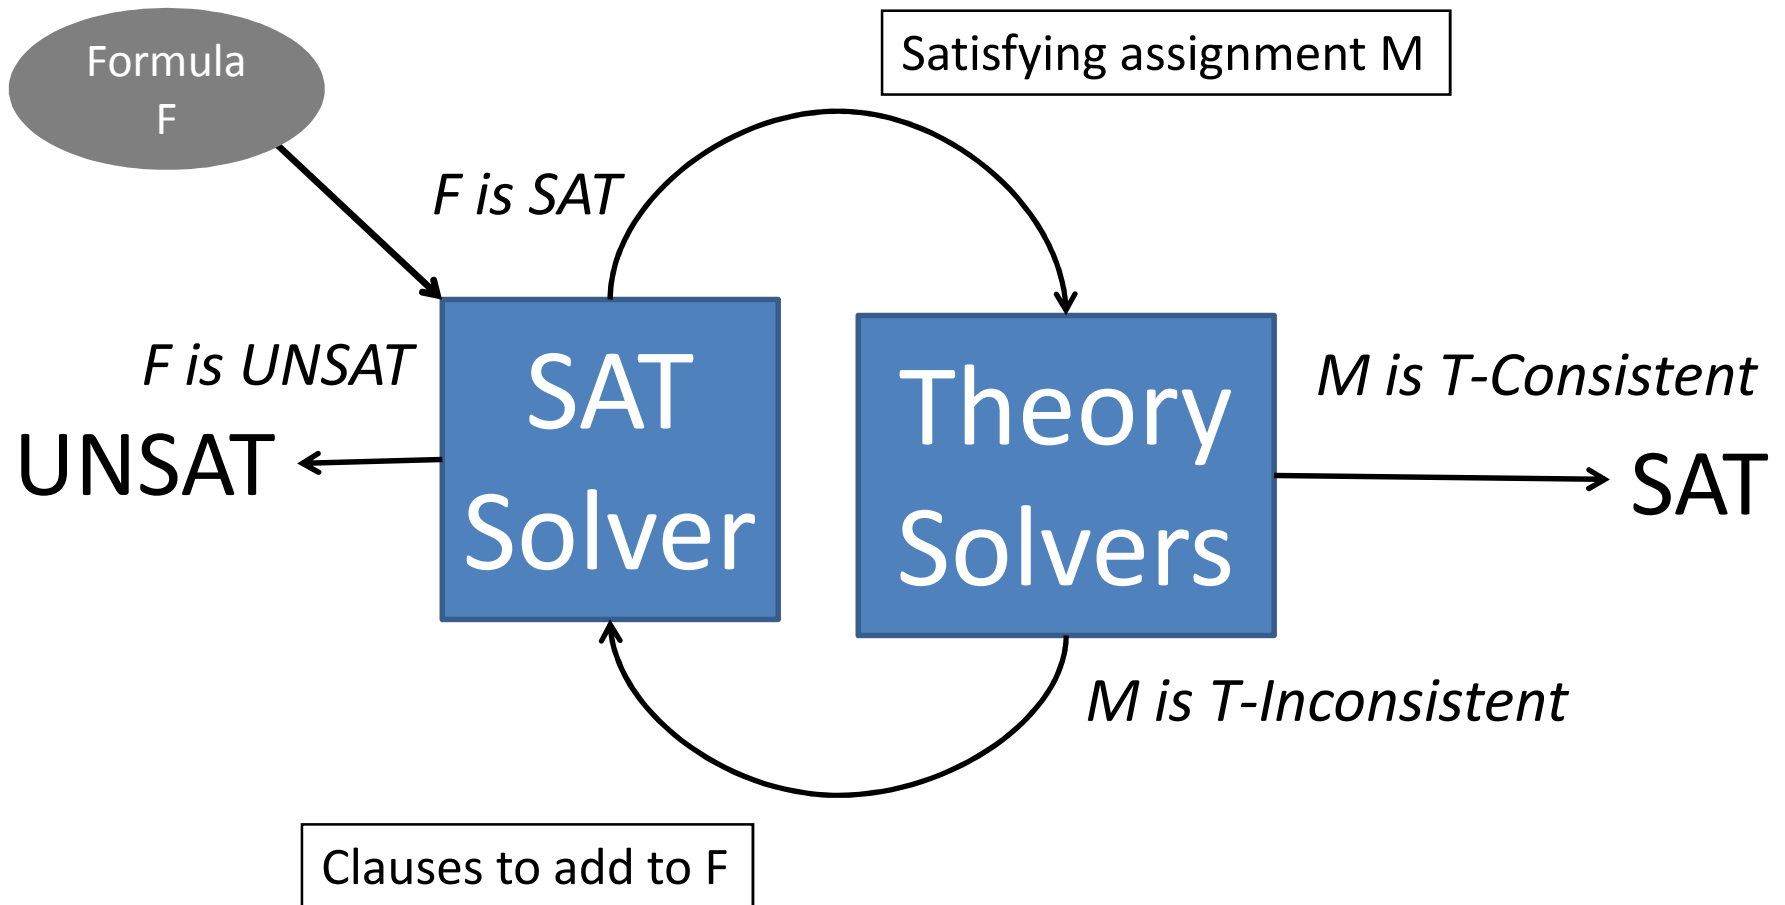 Formula
F
Satisfying assignment M
F is SAT
F is UNSAT
UNSAT
SAT
Solver
Theory
Solvers
M is T-Consistent
SAT
M is T-Inconsistent
Clauses to add to F